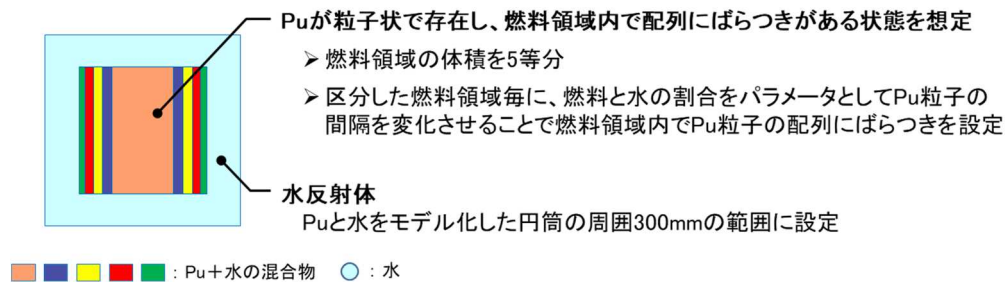 Puが粒子状で存在し、燃料領域内で配列にばらつきがある状態を想定
➤ 燃料領域の体積を5等分
➤ 区分した燃料領域毎に、燃料と水の割合をパラメータとしてPu粒子の
間隔を変化させることで燃料領域内でPu粒子の配列にばらつきを設定
水反射体
Puと水をモデル化した円筒の周囲300mmの範囲に設定
：Pu＋水の混合物 ：水